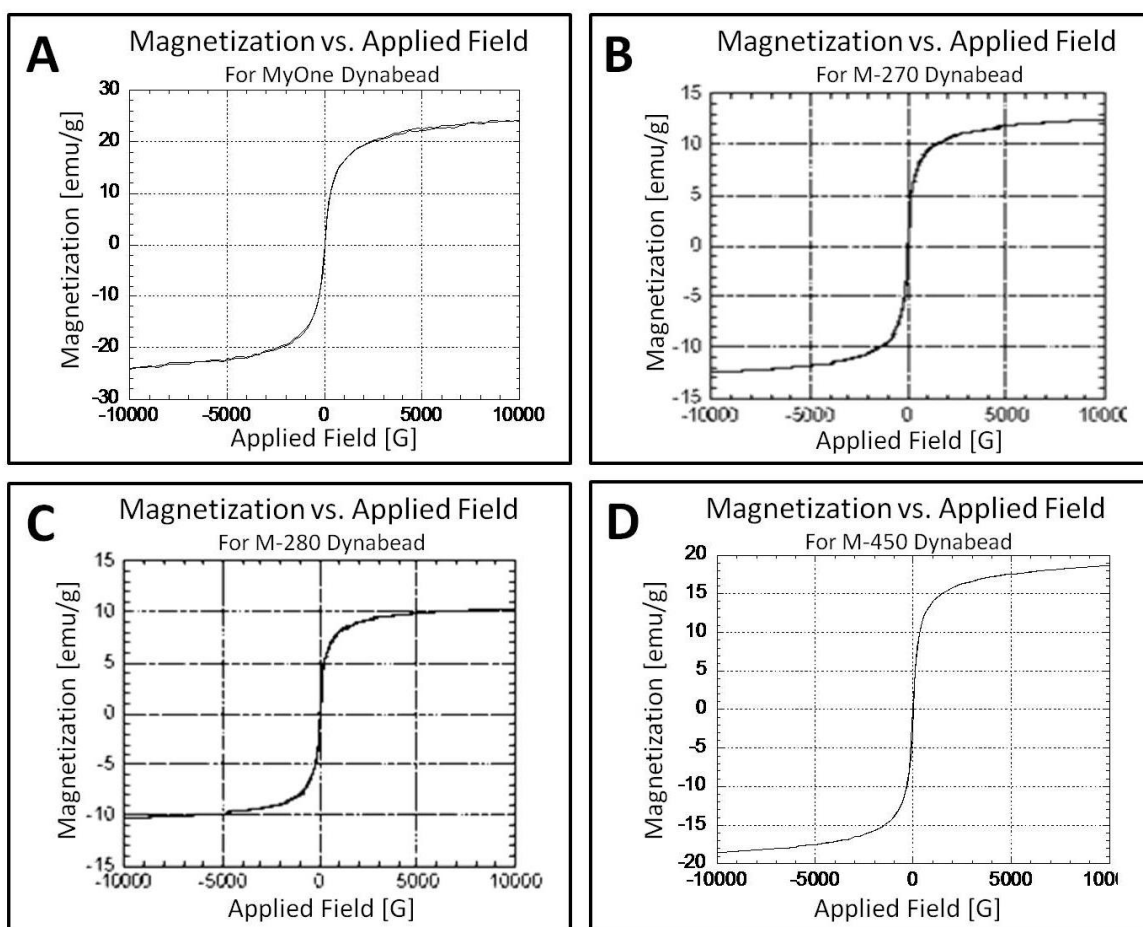 A
Magnetization vs. Applied Field
For MyOne Dynabead
Magnetization [emu/g]
30
20
10
0
-10
-20
-30
-10000 -5000 0 5000 10000
Applied Field [G]
B
Magnetization vs. Applied Field
For M-270 Dynabead
Magnetization [emu/g]
15
10
5
0
-5
-10
-15
-10000 -5000 0 5000 10000
Applied Field [G]
C
Magnetization vs. Applied Field
For M-280 Dynabead
Magnetization [emu/g]
15
10
5
0
-5
-10
-15
-10000 -5000 0 5000 10000
Applied Field [G]
D
Magnetization vs. Applied Field
For M-450 Dynabead
Magnetization [emu/g]
20
15
10
5
0
-5
-10
-15
-20
-10000 -5000 0 5000
Applied Field [G]